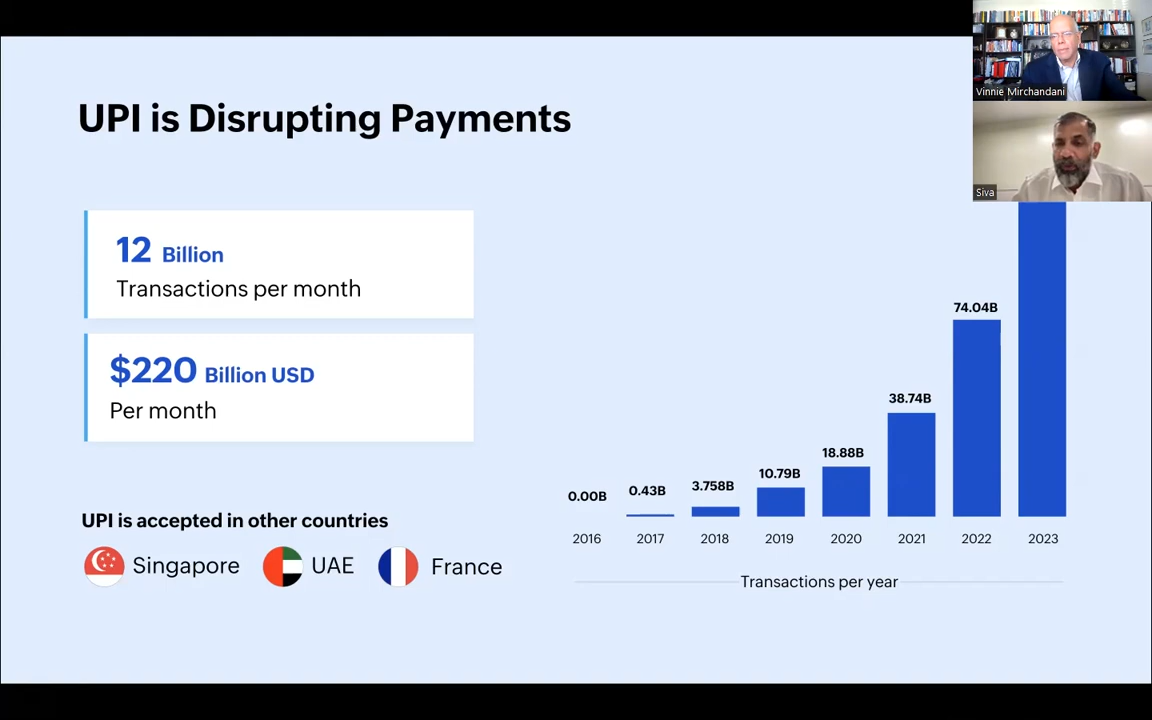 Vinnie Mirchandani
Siva
UPI is Disrupting Payments
12 Billion
Transactions per month
$220 Billion USD
Per month
UPI is accepted in other countries
Singapore
UAE
France
0.00B
0.43B
3.758B
10.79B
18.88B
38.74B
74.04B
2016
2017
2018
2019
2020
2021
2022
2023
Transactions per year